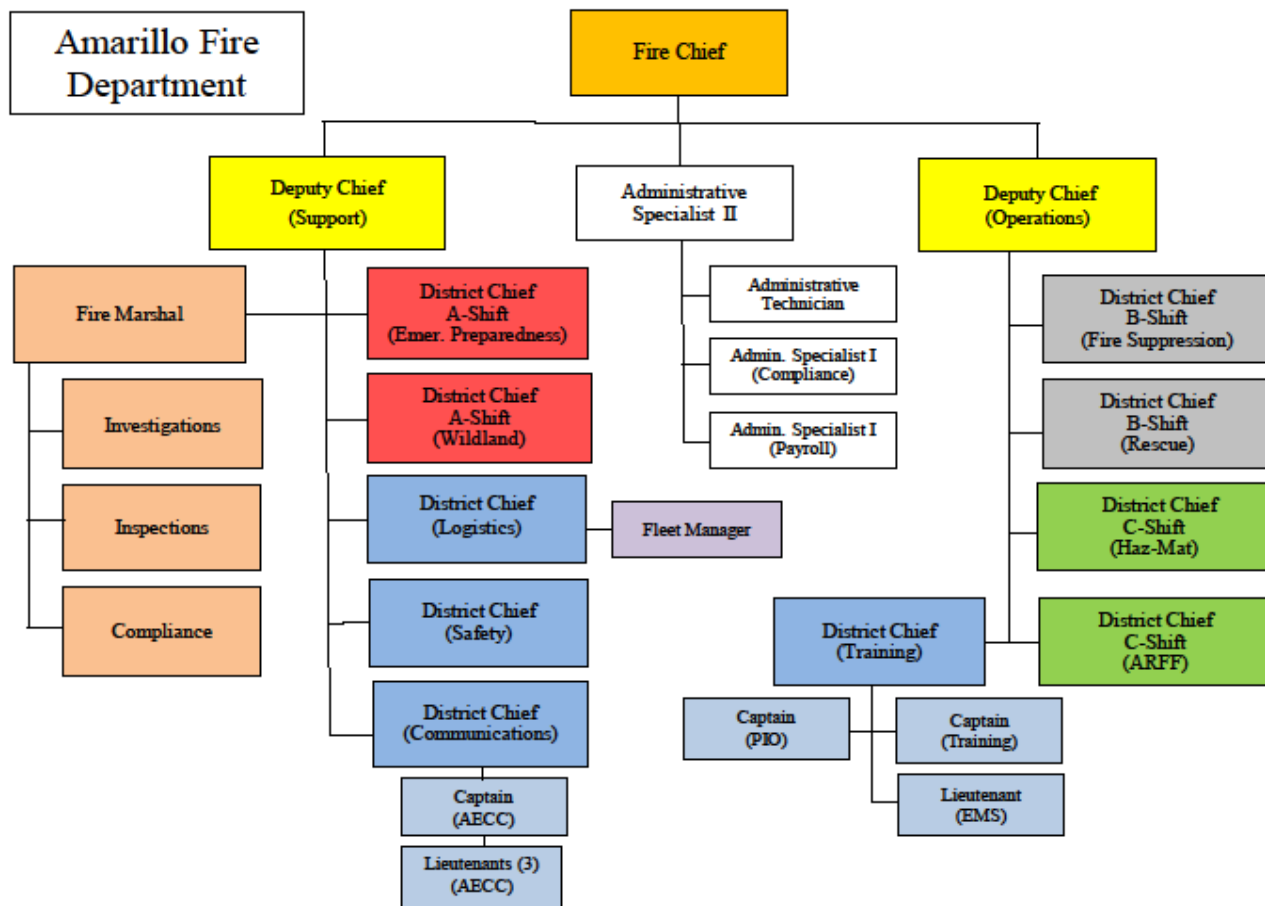 Amarillo Fire
Department
Fire Chief
Deputy Chief
(Support)
Administrative
Specialist II
Deputy Chief
(Operations)
Fire Marshal
Investigations
Inspections
Compliance
District Chief
A-Shift
(Emer. Preparedness)
District Chief
A-Shift
(Wildland)
District Chief
(Logistics)
Fleet Manager
District Chief
(Safety)
District Chief
(Communications)
Captain
(AECC)
Lieutenants (3)
(AECC)
Administrative
Technician
Admin. Specialist I
(Compliance)
Admin. Specialist I
(Payroll)
District Chief
B-Shift
(Fire Suppression)
District Chief
B-Shift
(Rescue)
District Chief
C-Shift
(Haz-Mat)
District Chief
C-Shift
(ARFF)
District Chief
(Training)
Captain
(PIO)
Captain
(Training)
Lieutenant
(EMS)